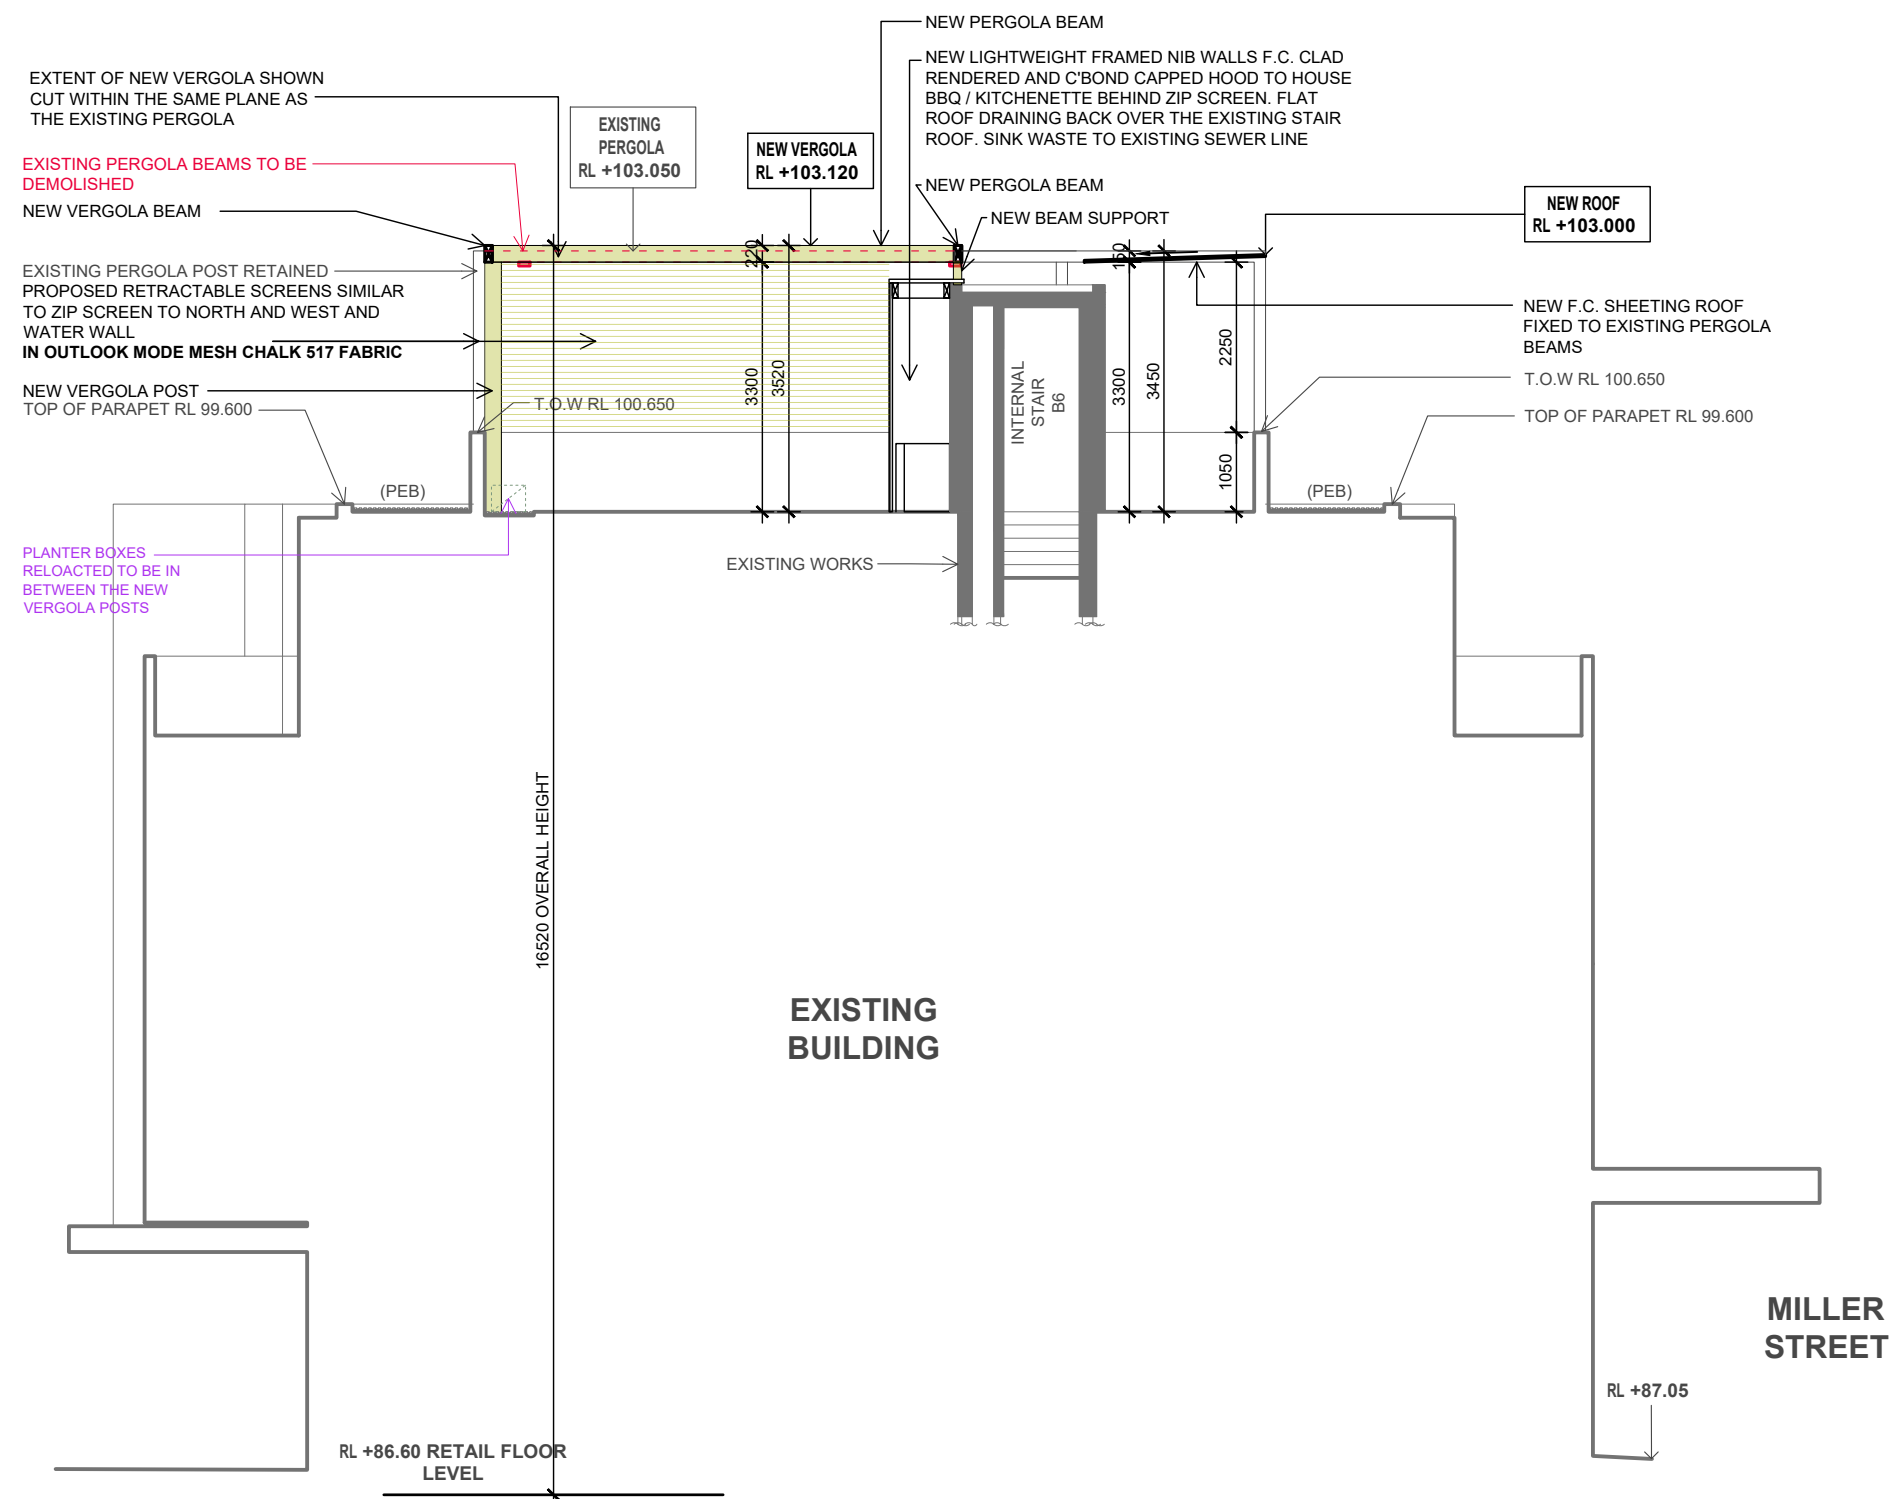 NEW PERGOLA BEAM
NEW LIGHTWEIGHT FRAMED NIB WALLS F.C. CLAD
RENDERED AND C'BOND CAPPED HOOD TO HOUSE
BBQ / KITCHENETTE BEHIND ZIP SCREEN. FLAT
ROOF DRAINING BACK OVER THE EXISTING STAIR
ROOF. SINK WASTE TO EXISTING SEWER LINE
EXTENT OF NEW VERGOLA SHOWN
CUT WITHIN THE SAME PLANE AS
THE EXISTING PERGOLA
EXISTING
PERGOLA
RL +103.050
NEW VERGOLA
RL +103.120
EXISTING PERGOLA BEAMS TO BE
DEMOLISHED
NEW VERGOLA BEAM
NEW PERGOLA BEAM
NEW BEAM SUPPORT
NEW ROOF
RL +103.000
EXISTING PERGOLA POST RETAINED
PROPOSED RETRACTABLE SCREENS SIMILAR
TO ZIP SCREEN TO NORTH AND WEST AND
WATER WALL
IN OUTLOOK MODE MESH CHALK 517 FABRIC
NEW VERGOLA POST
TOP OF PARAPET RL 99.600
T.O.W RL 100.650
220
3300
3520
INTERNAL
STAIR
B6
150
3300
3450
2250
1050
NEW F.C. SHEETING ROOF
FIXED TO EXISTING PERGOLA
BEAMS
T.O.W RL 100.650
TOP OF PARAPET RL 99.600
(PEB)
(PEB)
PLANTER BOXES
RELOACTED TO BE IN
BETWEEN THE NEW
VERGOLA POSTS
EXISTING WORKS
16520 OVERALL HEIGHT
EXISTING
BUILDING
MILLER
STREET
RL +87.05
RL +86.60 RETAIL FLOOR
LEVEL